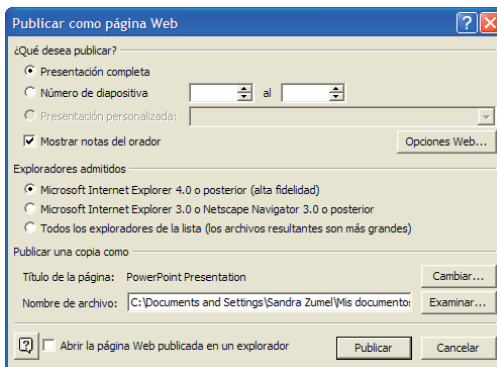 Publicar como página Web
¿Qué desea publicar?
Presentación completa
Número de diapositiva al
Presentación personalizada:
Mostrar notas del orador Opciones Web...
Exploradores admitidos
Microsoft Internet Explorer 4.0 o posterior (alta fidelidad)
Microsoft Internet Explorer 3.0 o Netscape Navigator 3.0 o posterior
Todos los exploradores de la lista (los archivos resultantes son más grandes)
Publicar una copia como
Título de la página: PowerPoint Presentation Cambiar...
Nombre de archivo: C:\Documents and Settings\Sandra Zumel\Mis documentos Examinar...
Abrir la página Web publicada en un explorador Publicar Cancelar